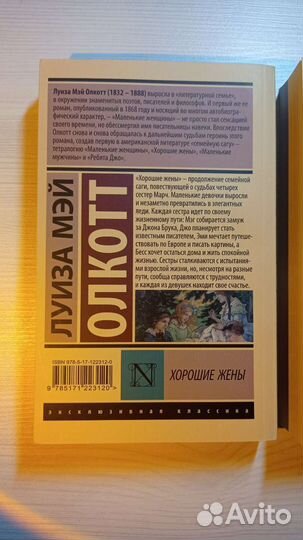 Луиза Мэй Олкотт (1832 – 1888) выросла в «литературной семье»,
в окружении знаменитых поэтов, писателей и философов. И первый же ее
роман, опубликованный в 1868 году и носящий во многом автобиогра-
фический характер, – «Маленькие женщины» – не просто стал сенсацией
своего времени, но обессмертил имя писательницы навеки. Впоследствие
Олкотт снова и снова обращалась к дальнейшим судьбам героинь этого
романа, создав первую в американской литературе «семейную сагу» –
тетралогию «Маленькие женщины», «Хорошие жены», «Маленькие
мужчины» и «Ребята Джо».
ЛУИЗА МЭЙ
ОЛКОТТ
«Хорошие жены» – продолжение семейной
саги, повествующей о судьбах четырех
сестер Марч. Маленькие девочки выросли
и незаметно превратились в элегантных
леди. Каждая сестра идет по своему
жизненному пути: Мэг собирается замуж
за Джона Брука, Джо планирует стать
известным писателем, Эми мечтает путешест-
вовать по Европе и писать картины, а
Бесс хочет остаться дома и жить спокойной
жизнью. Сестры сталкиваются с испытания-
ми взрослой жизни, но, несмотря на разные
пути, сообща справляются с трудностями,
и каждая из девушек находит свое счастье.
ISBN 978-5-17-122312-0
9 785171 223120 >
N
ХОРОШИЕ ЖЕНЫ
эксклюзивная классика
Avito